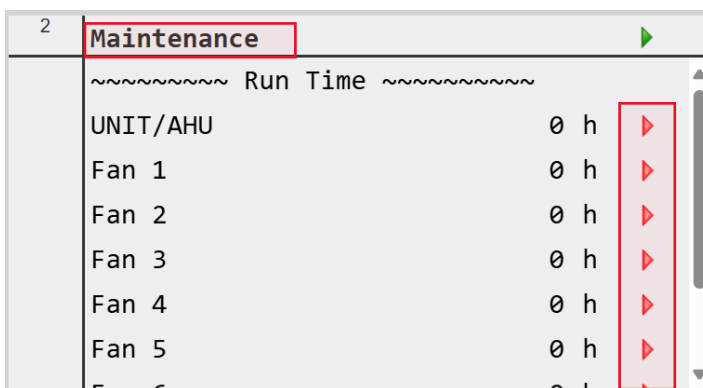 2
Maintenance
~~~~~~~~~ Run Time ~~~~~~~~~~
UNIT/AHU 0 h
Fan 1 0 h
Fan 2 0 h
Fan 3 0 h
Fan 4 0 h
Fan 5 0 h